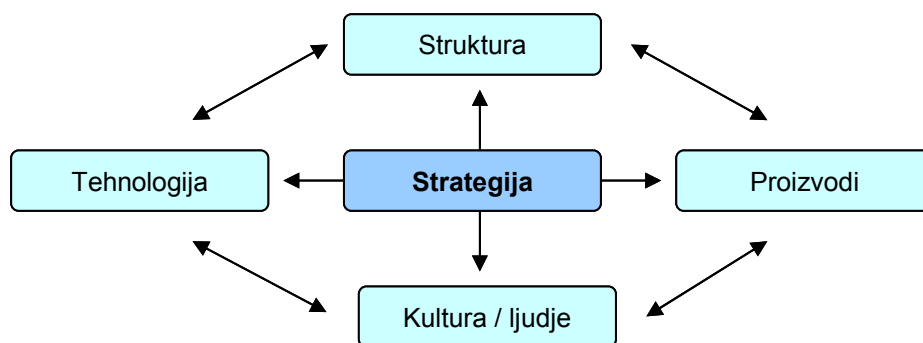 Struktura
Tehnologija
Strategija
Proizvodi
Kultura / ljudje